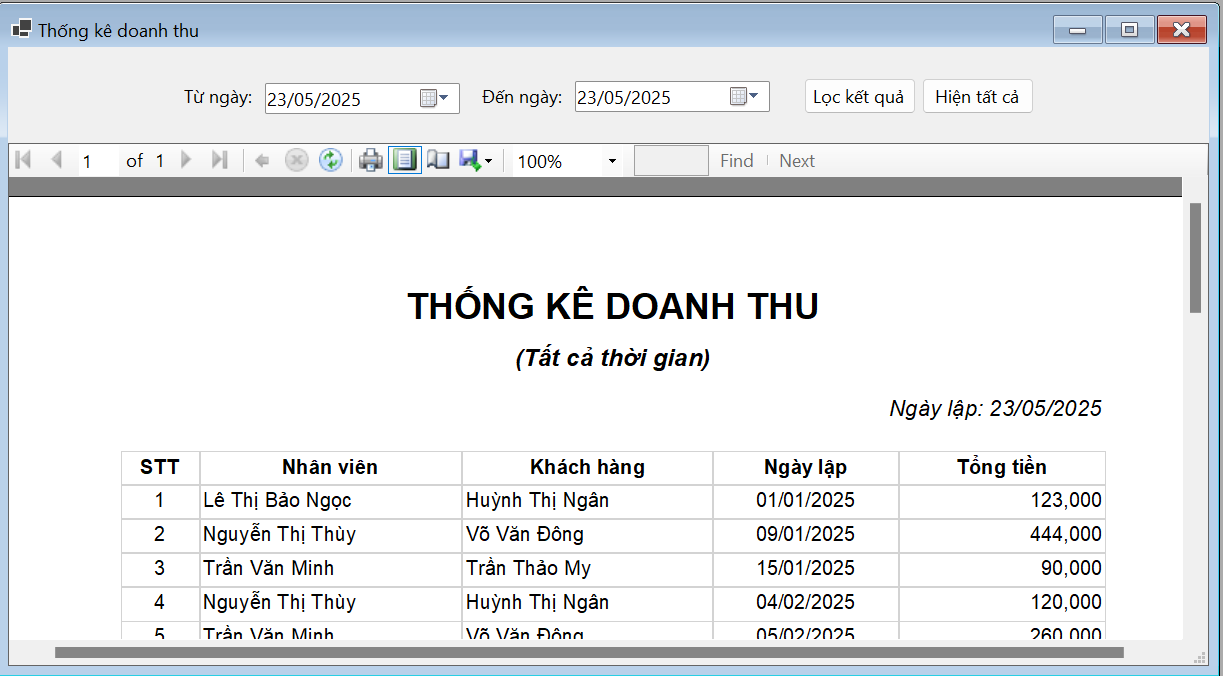 Thống kê doanh thu
Từ ngày: 23/05/2025 Đến ngày: 23/05/2025 Lọc kết quả Hiện tất cả
1 of 1 100% Find Next
THỐNG KÊ DOANH THU
(Tất cả thời gian)
Ngày lập: 23/05/2025
STT Nhân viên Khách hàng Ngày lập Tổng tiền
1 Lê Thị Bảo Ngọc Huỳnh Thị Ngân 01/01/2025 123,000
2 Nguyễn Thị Thùy Võ Văn Đông 09/01/2025 444,000
3 Trần Văn Minh Trần Thảo My 15/01/2025 90,000
4 Nguyễn Thị Thùy Huỳnh Thị Ngân 04/02/2025 120,000
5 Trần Văn Minh Võ Văn Đông 05/02/2025 260,000